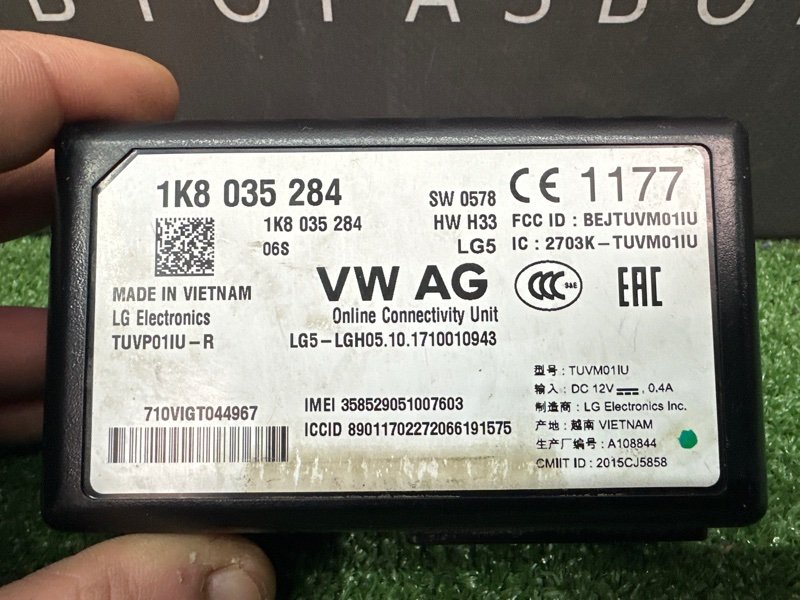 АВТОРАЗБО
1K8 035 284
1K8 035 284
06S
SW 0578
HW H33
LG5
CE 1177
FCC ID : BEJTUVM01IU
IC : 2703K-TUVM01IU
MADE IN VIETNAM
LG Electronics
TUVP01IU-R
VW AG
Online Connectivity Unit
LG5-LGH05.10.1710010943
CCC S&E
EAC
710VIGT044967
IMEI 358529051007603
ICCID 89011702272066191575
型号: TUVM01IU
输入: DC 12V 0.4A
制造商: LG Electronics Inc.
产地: 越南 VIETNAM
生产厂编号: A108844
CMIIT ID : 2015CJ5858